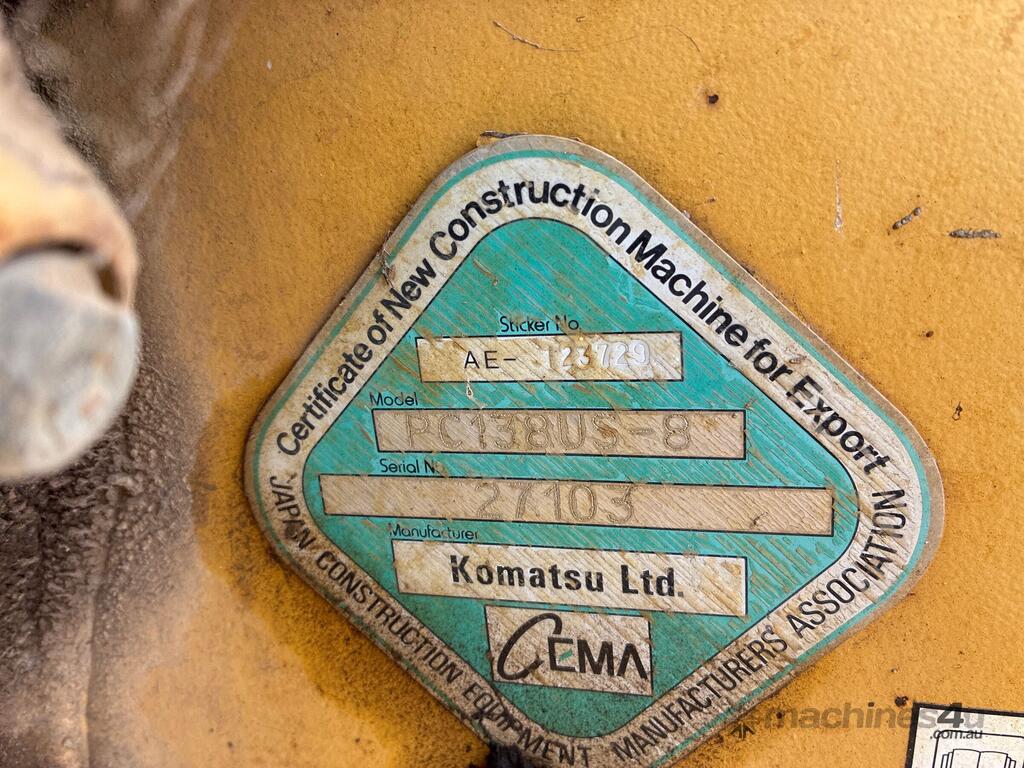 Certificate of New Construction Machine for Export
Sticker No.
AE- 123729
Model
PC138US-8
Serial N
27103
Manufacturer
Komatsu Ltd.
CEMA
JAPAN CONSTRUCTION EQUIPMENT MANUFACTURERS' ASSOCIATION
machines4u
.com.au